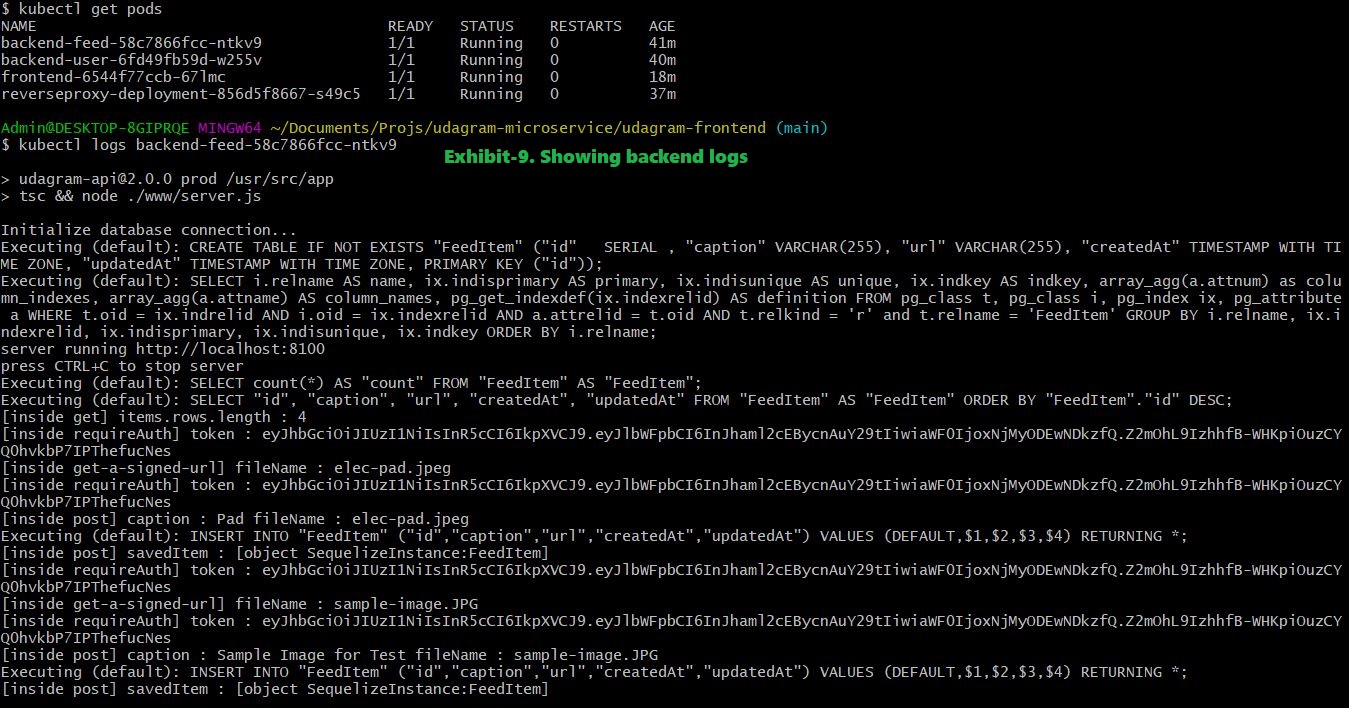 $ kubectl get pods
NAME READY STATUS RESTARTS AGE
backend-feed-58c7866fcc-ntkv9 1/1 Running 0 41m
backend-user-6fd49fb59d-w255v 1/1 Running 0 40m
frontend-6544f77ccb-67lmc 1/1 Running 0 18m
reverseproxy-deployment-856d5f8667-s49c5 1/1 Running 0 37m
Admin@DESKTOP-8GIPRQE MINGW64 ~/Documents/Projs/udagram-microservice/udagram-frontend (main)
$ kubectl logs backend-feed-58c7866fcc-ntkv9
Exhibit-9. Showing backend logs
> udagram-api@2.0.0 prod /usr/src/app
> tsc && node ./www/server.js
Initialize database connection...
Executing (default): CREATE TABLE IF NOT EXISTS "FeedItem" ("id"   SERIAL , "caption" VARCHAR(255), "url" VARCHAR(255), "createdAt" TIMESTAMP WITH TI
ME ZONE, "updatedAt" TIMESTAMP WITH TIME ZONE, PRIMARY KEY ("id"));
Executing (default): SELECT i.relname AS name, ix.indisprimary AS primary, ix.indisunique AS unique, ix.indkey AS indkey, array_agg(a.attnum) as colu
mn_indexes, array_agg(a.attname) AS column_names, pg_get_indexdef(ix.indexrelid) AS definition FROM pg_class t, pg_class i, pg_index ix, pg_attribute
a WHERE t.oid = ix.indrelid AND i.oid = ix.indexrelid AND a.attrelid = t.oid AND t.relkind = 'r' and t.relname = 'FeedItem' GROUP BY i.relname, ix.i
ndexrelid, ix.indisprimary, ix.indisunique, ix.indkey ORDER BY i.relname;
server running http://localhost:8100
press CTRL+C to stop server
Executing (default): SELECT count(*) AS "count" FROM "FeedItem" AS "FeedItem";
Executing (default): SELECT "id", "caption", "url", "createdAt", "updatedAt" FROM "FeedItem" AS "FeedItem" ORDER BY "FeedItem"."id" DESC;
[inside get] items.rows.length : 4
[inside requireAuth] token : eyJhbGciOiJIUzI1NiIsInR5cCI6IkpXVCJ9.eyJlbWFpbCI6InJhaml2cEBycnAuY29tIiwiaWF0IjoxNjMyODEwNDkzfQ.Z2mOhL9IzhhfB-WHKpiOuzCY
QOhvkbP7IPThefucNes
[inside get-a-signed-url] fileName : elec-pad.jpeg
[inside requireAuth] token : eyJhbGciOiJIUzI1NiIsInR5cCI6IkpXVCJ9.eyJlbWFpbCI6InJhaml2cEBycnAuY29tIiwiaWF0IjoxNjMyODEwNDkzfQ.Z2mOhL9IzhhfB-WHKpiOuzCY
QOhvkbP7IPThefucNes
[inside post] caption : Pad fileName : elec-pad.jpeg
Executing (default): INSERT INTO "FeedItem" ("id","caption","url","createdAt","updatedAt") VALUES (DEFAULT,$1,$2,$3,$4) RETURNING *;
[inside post] savedItem : [object SequelizeInstance:FeedItem]
[inside requireAuth] token : eyJhbGciOiJIUzI1NiIsInR5cCI6IkpXVCJ9.eyJlbWFpbCI6InJhaml2cEBycnAuY29tIiwiaWF0IjoxNjMyODEwNDkzfQ.Z2mOhL9IzhhfB-WHKpiOuzCY
QOhvkbP7IPThefucNes
[inside get-a-signed-url] fileName : sample-image.JPG
[inside requireAuth] token : eyJhbGciOiJIUzI1NiIsInR5cCI6IkpXVCJ9.eyJlbWFpbCI6InJhaml2cEBycnAuY29tIiwiaWF0IjoxNjMyODEwNDkzfQ.Z2mOhL9IzhhfB-WHKpiOuzCY
QOhvkbP7IPThefucNes
[inside post] caption : Sample Image for Test fileName : sample-image.JPG
Executing (default): INSERT INTO "FeedItem" ("id","caption","url","createdAt","updatedAt") VALUES (DEFAULT,$1,$2,$3,$4) RETURNING *;
[inside post] savedItem : [object SequelizeInstance:FeedItem]